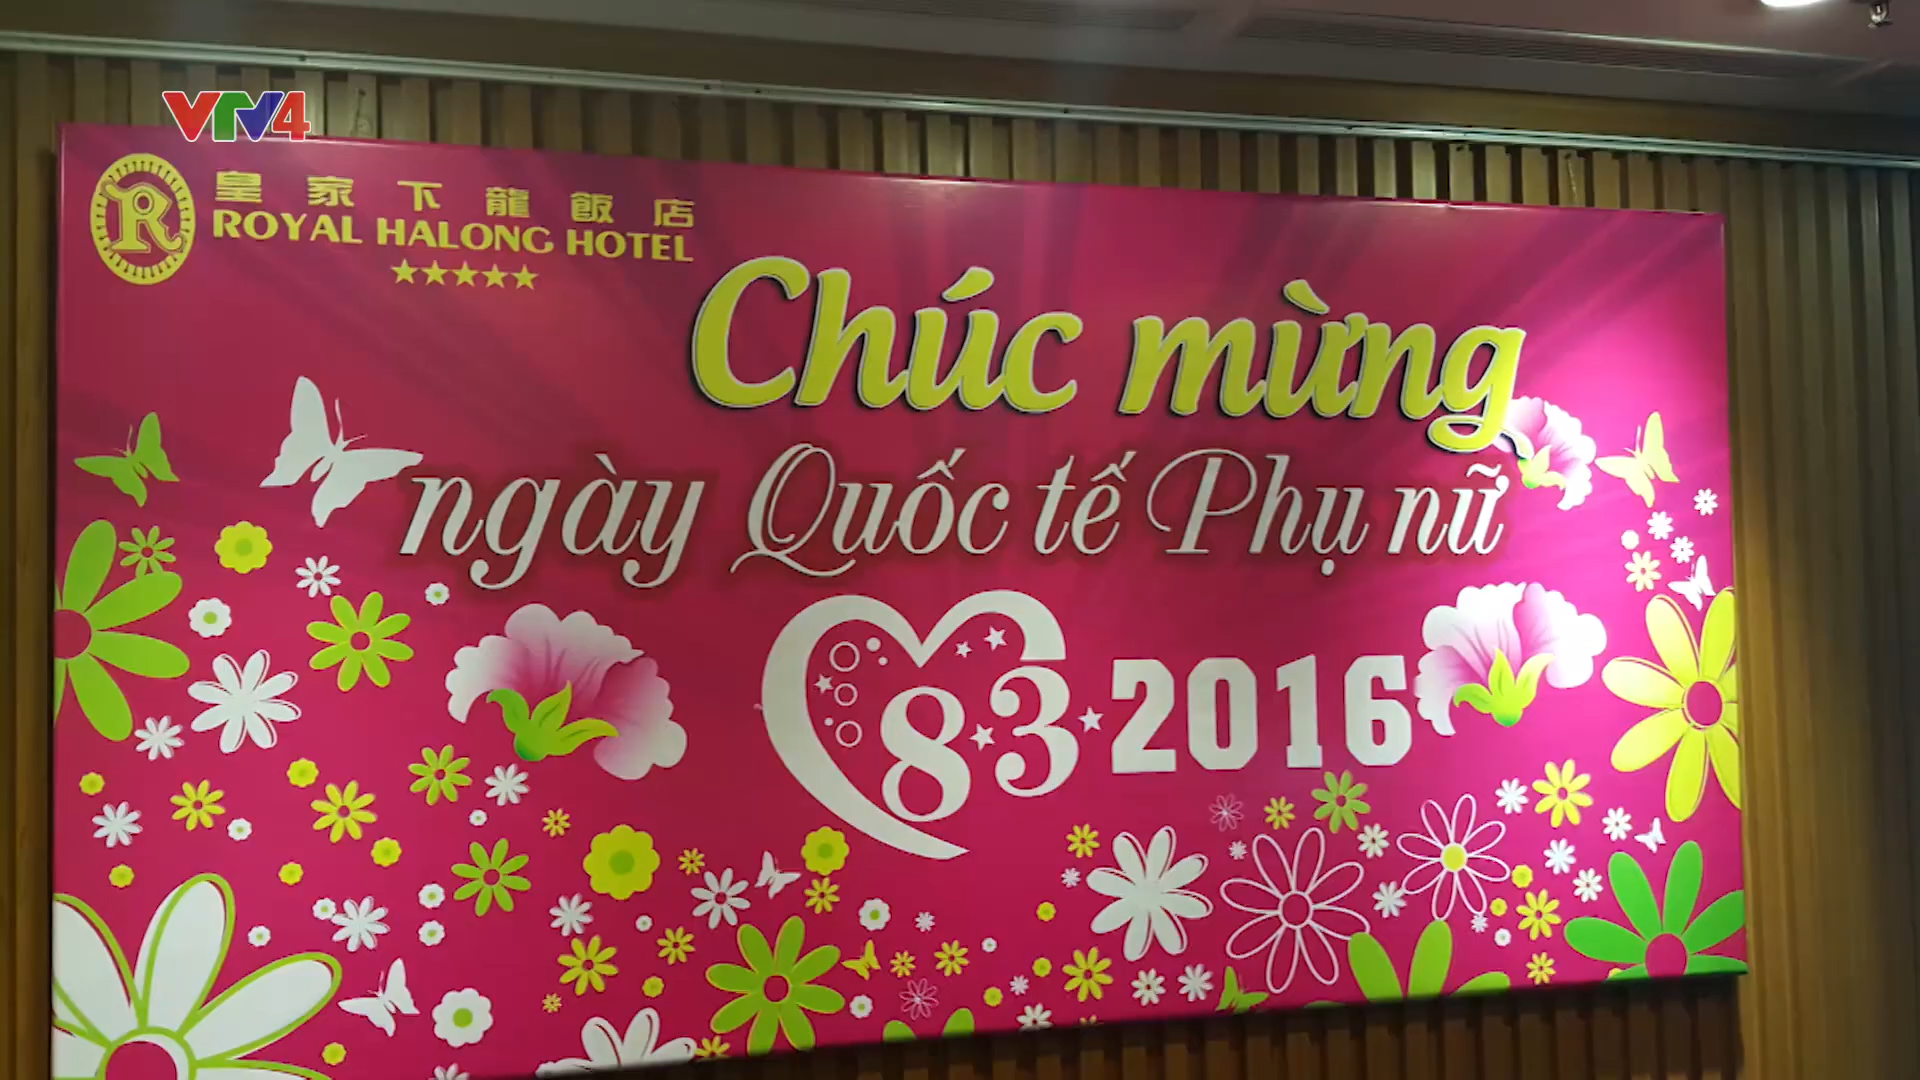 VTV4
皇家下龍飯店
R ROYAL HALONG HOTEL
Chúc mừng
ngày Quốc tế Phụ nữ
8.3.2016